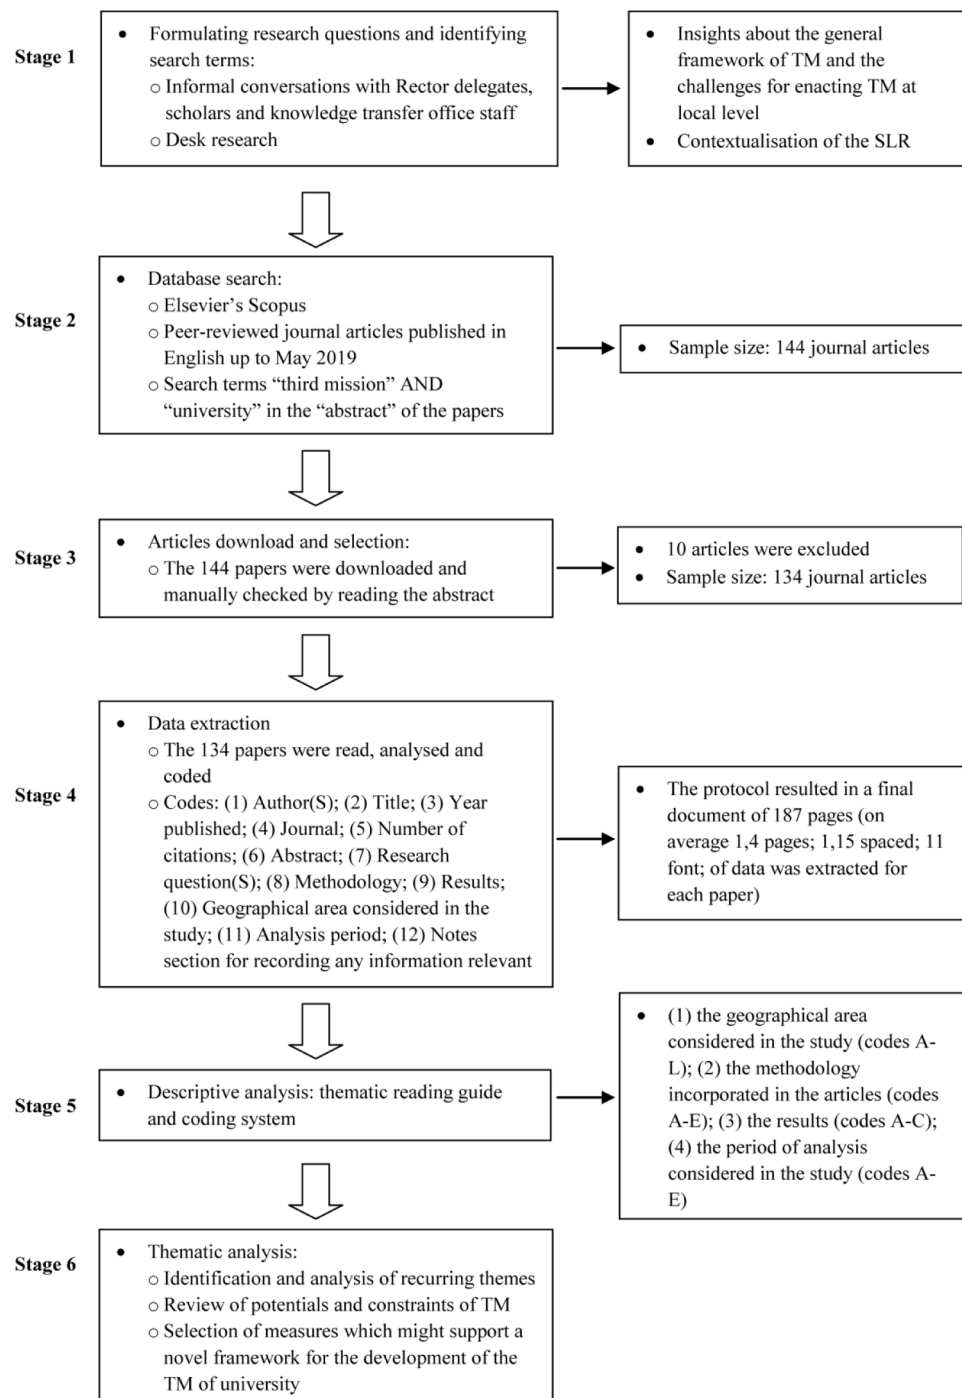 Stage 1
• Formulating research questions and identifying
search terms:
o Informal conversations with Rector delegates,
scholars and knowledge transfer office staff
o Desk research
• Insights about the general
framework of TM and the
challenges for enacting TM at
local level
• Contextualisation of the SLR
Stage 2
• Database search:
o Elsevier’s Scopus
o Peer-reviewed journal articles published in
English up to May 2019
o Search terms “third mission” AND
“university” in the “abstract” of the papers
• Sample size: 144 journal articles
Stage 3
• Articles download and selection:
o The 144 papers were downloaded and
manually checked by reading the abstract
• 10 articles were excluded
• Sample size: 134 journal articles
Stage 4
• Data extraction
o The 134 papers were read, analysed and
coded
o Codes: (1) Author(S); (2) Title; (3) Year
published; (4) Journal; (5) Number of
citations; (6) Abstract; (7) Research
question(S); (8) Methodology; (9) Results;
(10) Geographical area considered in the
study; (11) Analysis period; (12) Notes
section for recording any information relevant
• The protocol resulted in a final
document of 187 pages (on
average 1,4 pages; 1,15 spaced; 11
font; of data was extracted for
each paper)
Stage 5
• Descriptive analysis: thematic reading guide
and coding system
• (1) the geographical area
considered in the study (codes A-
L); (2) the methodology
incorporated in the articles (codes
A-E); (3) the results (codes A-C);
(4) the period of analysis
considered in the study (codes A-
E)
Stage 6
• Thematic analysis:
o Identification and analysis of recurring themes
o Review of potentials and constraints of TM
o Selection of measures which might support a
novel framework for the development of the
TM of university